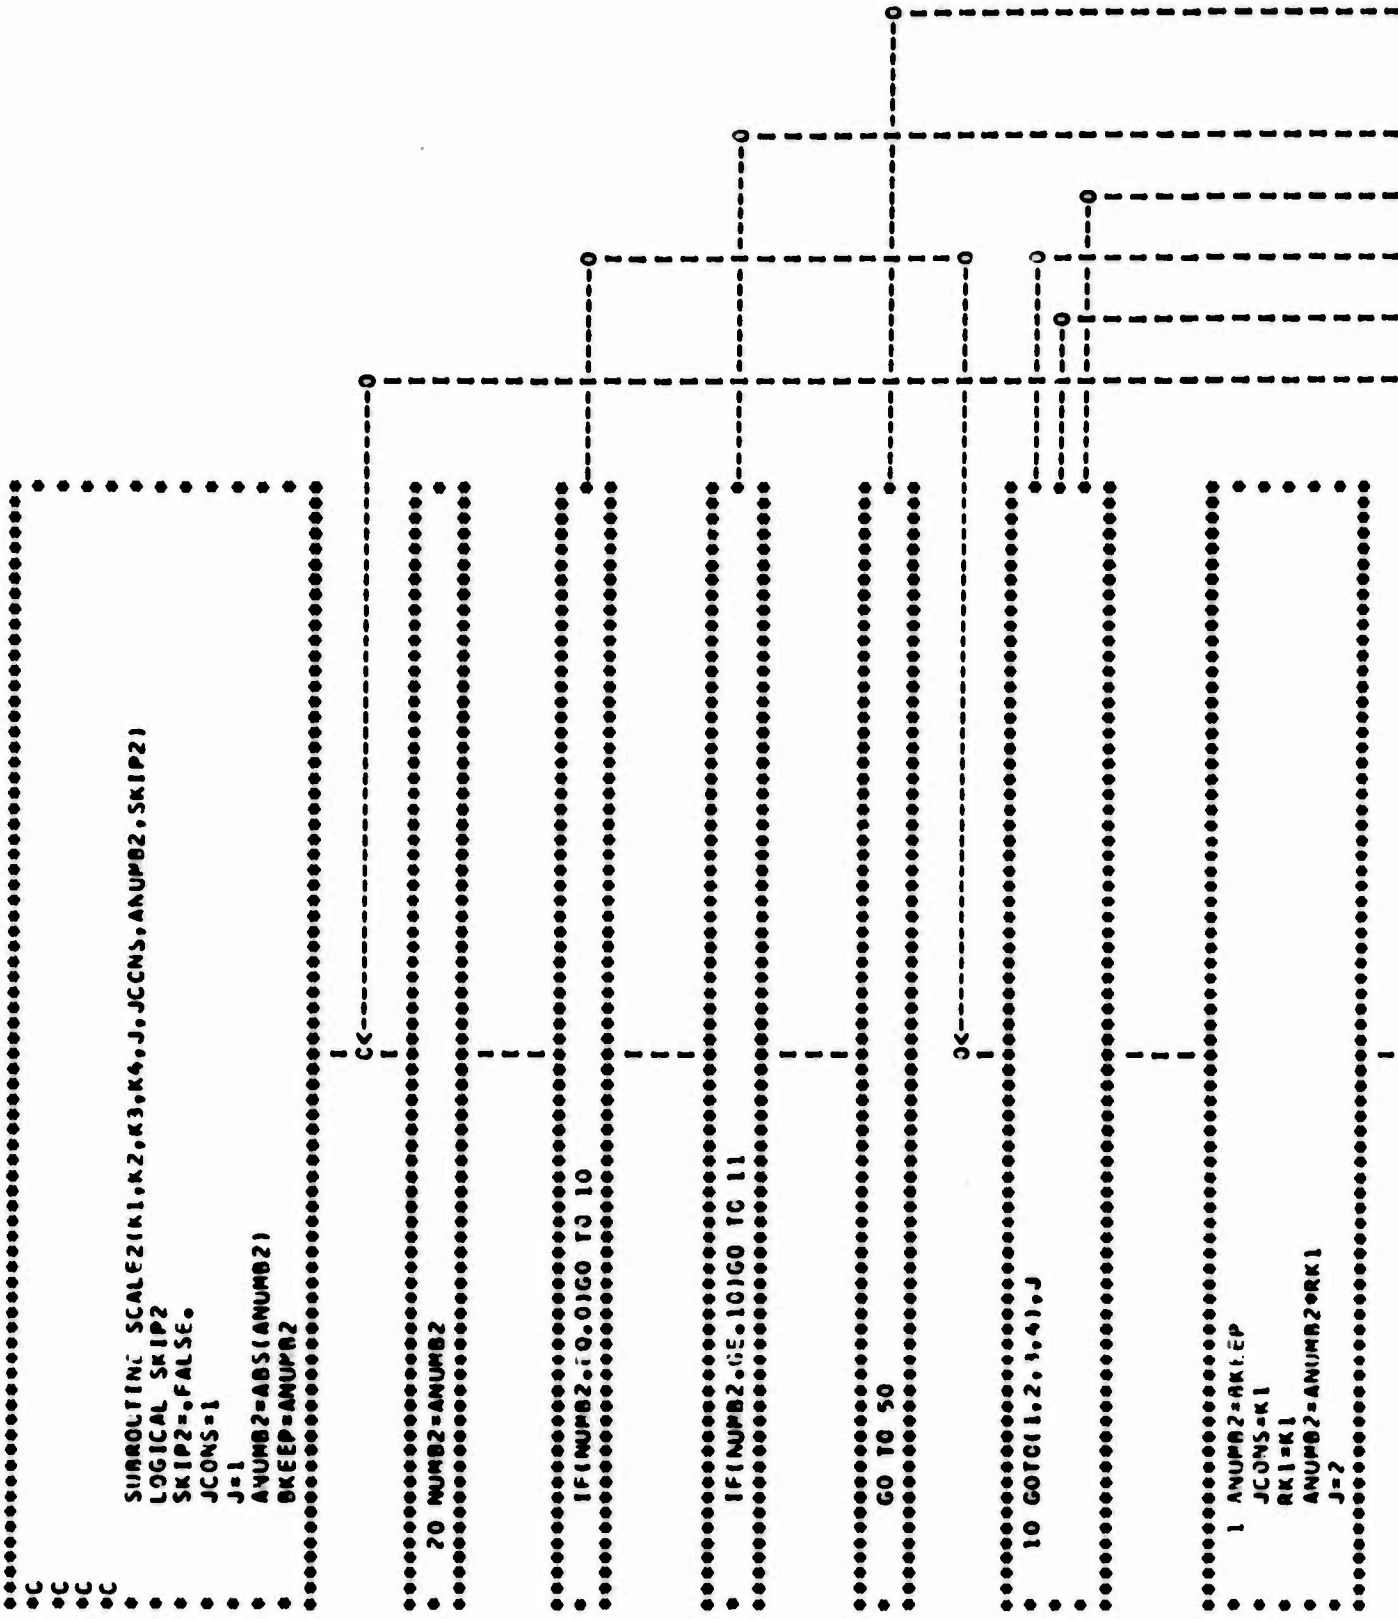 C
C
C
C
SUBROUTINE SCALE2(K1,K2,K3,K4,J,JCCNS,ANUMB2,SKIP2)
LOGICAL SKIP2
SKIP2=.FALSE.
JCONS=1
J=1
ANUMB2=ABS(ANUMB2)
BKEEP=ANUMB2
C<
20 NUMB2=ANUMB2
IF(NUMB2.EQ.0)GO TO 10
IF(NUMB2.GE.10)GO TO 11
GO TO 50
O<
10 GOTO(1,2,3,4),J
1 ANUMB2=BKEEP
JCONS=K1
RK1=K1
ANUMB2=ANUMB2*RK1
J=2